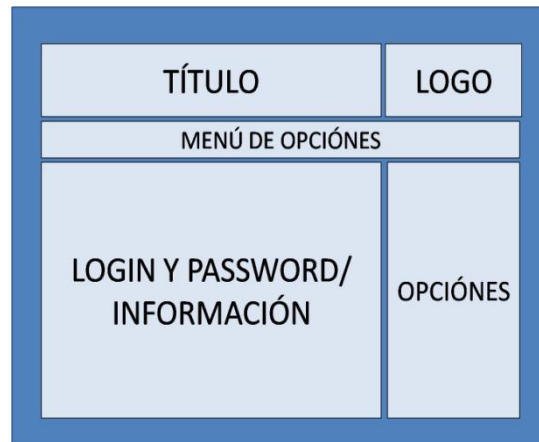 TÍTULO
LOGO
MENÚ DE OPCIÓNES
LOGIN Y PASSWORD/
INFORMACIÓN
OPCIÓNES